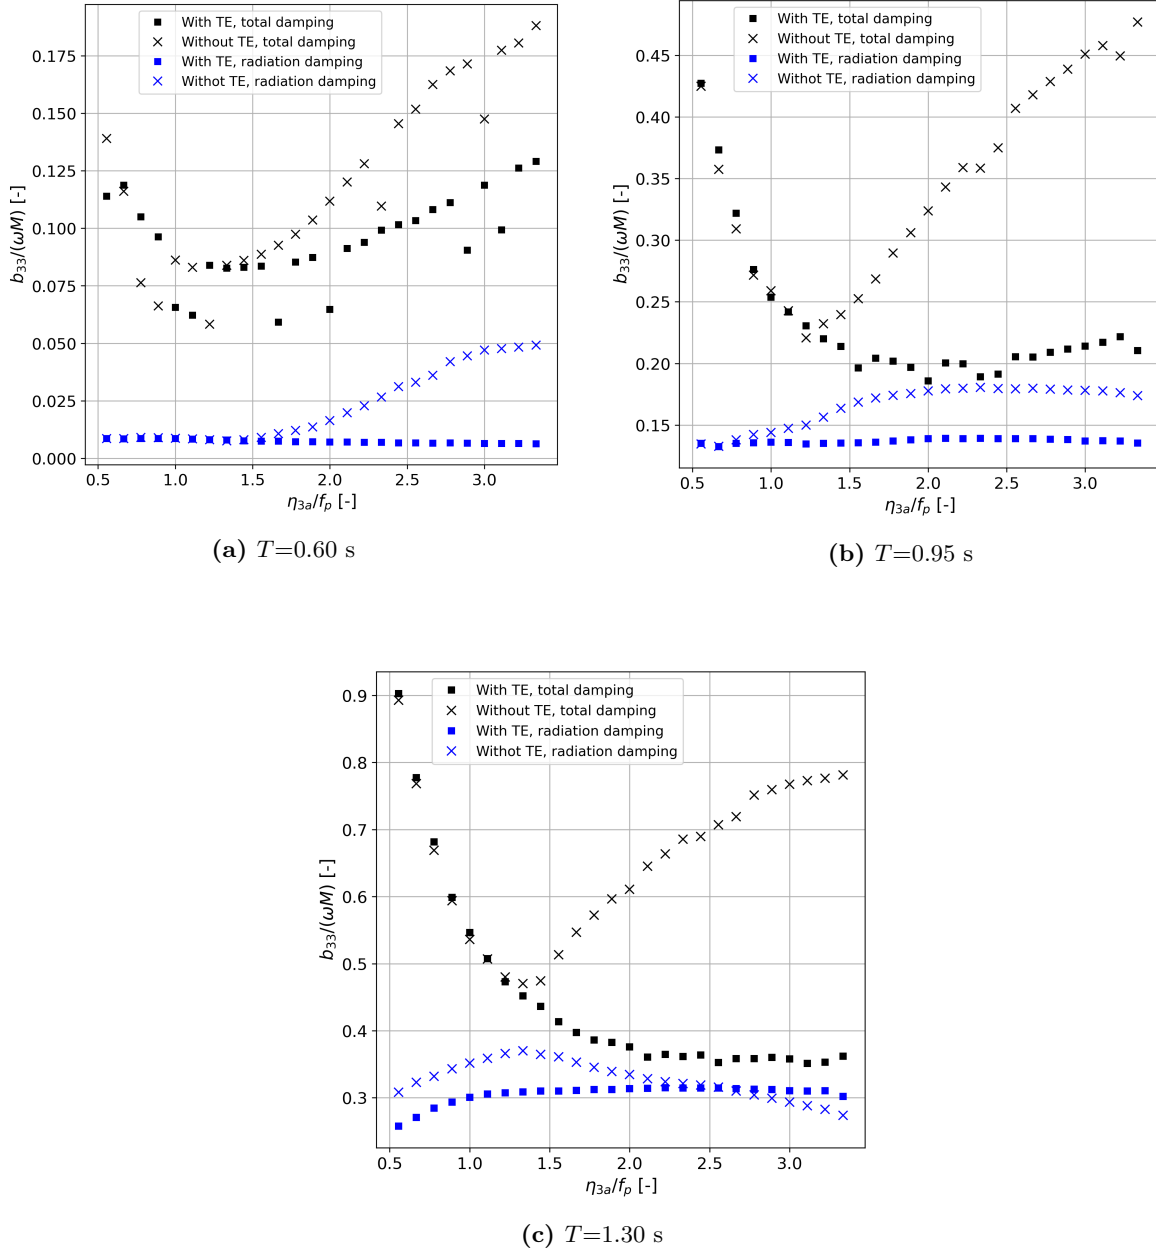 With TE, total damping
Without TE, total damping
With TE, radiation damping
Withot TE, radiation damping
0.175
0.150
0.125
0.100
0.075
0.050
0.025
0.000
b₃₃/(ωM) [-]
0.5 1.0 1.5 2.0 2.5 3.0
η₃ₐ/fₚ [-]
(a) T=0.60 s
With TE, total damping
Without TE, total damping
With TE, radiation damping
Withot TE, radiation damping
0.45
0.40
0.35
0.30
0.25
0.20
0.15
b₃₃/(ωM) [-]
0.5 1.0 1.5 2.0 2.5 3.0
η₃ₐ/fₚ [-]
(b) T=0.95 s
With TE, total damping
Without TE, total damping
With TE, radiation damping
Withot TE, radiation damping
0.9
0.8
0.7
0.6
0.5
0.4
0.3
b₃₃/(ωM) [-]
0.5 1.0 1.5 2.0 2.5 3.0
η₃ₐ/fₚ [-]
(c) T=1.30 s